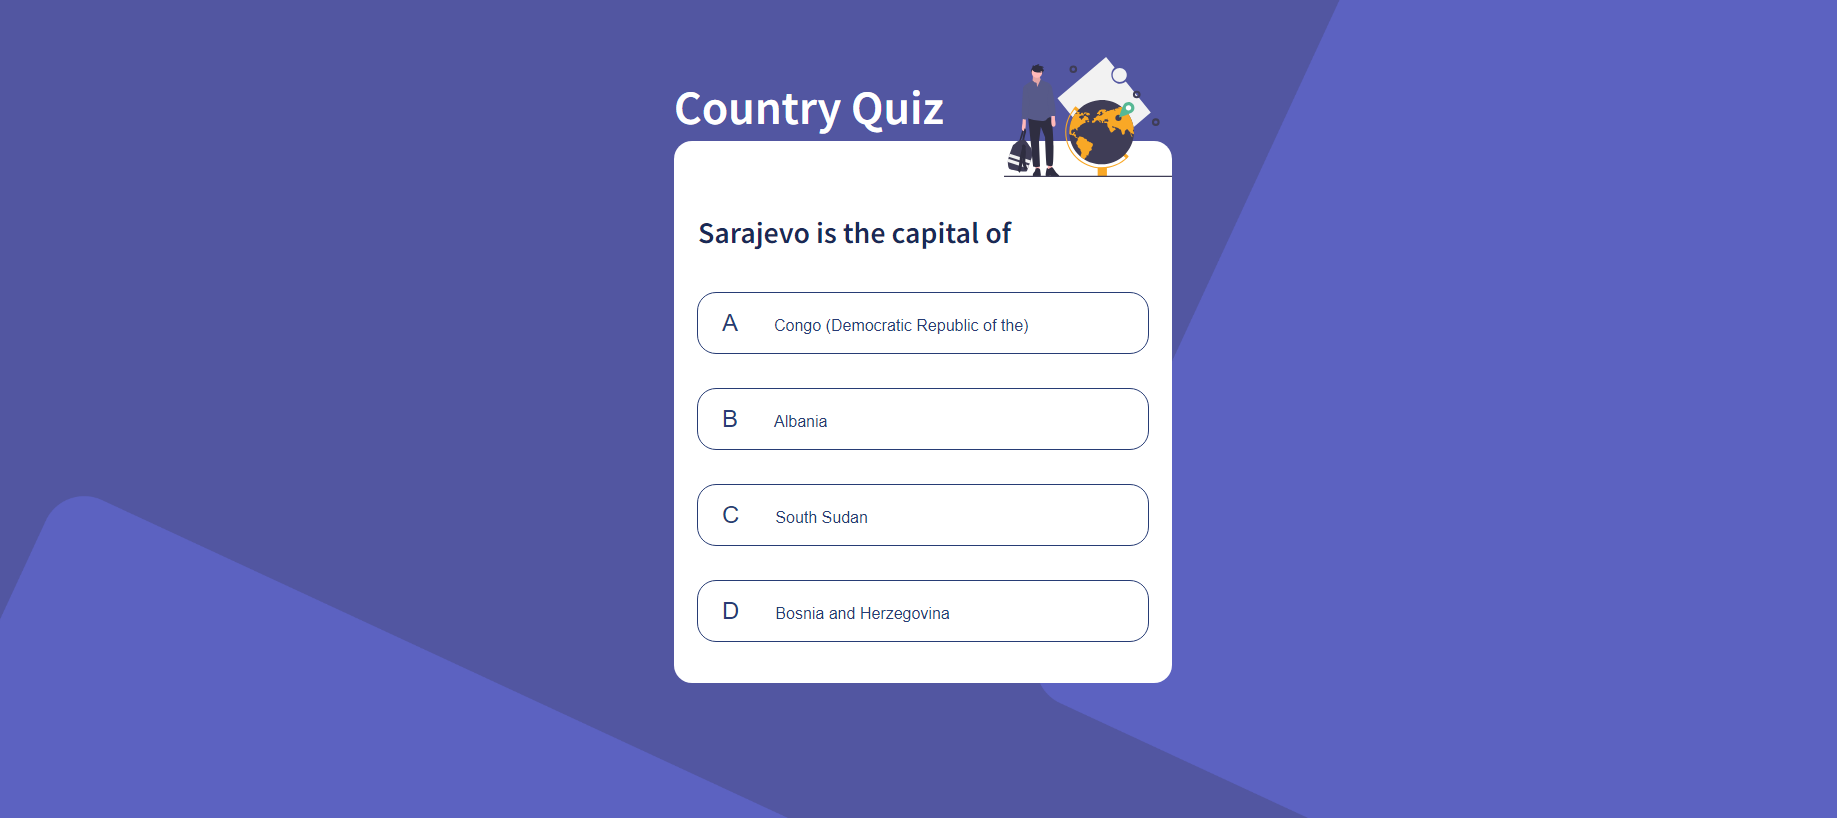 Country Quiz
Sarajevo is the capital of
A Congo (Democratic Republic of the)
B Albania
C South Sudan
D Bosnia and Herzegovina